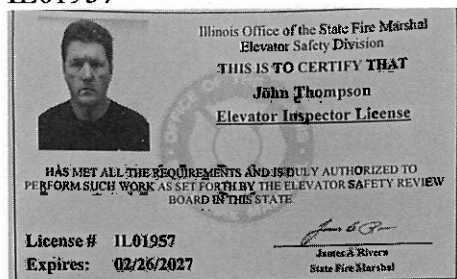 IL01957
Illinois Office of the State Fire Marshal
Elevator Safety Division
THIS IS TO CERTIFY THAT
John Thompson
Elevator Inspector License
HAS MET ALL THE REQUIREMENTS AND IS DULY AUTHORIZED TO
PERFORM SUCH WORK AS SET FORTH BY THE ELEVATOR SAFETY REVIEW
BOARD IN THIS STATE
License # IL01957
Expires: 02/26/2027
James A Rivera
State Fire Marshal